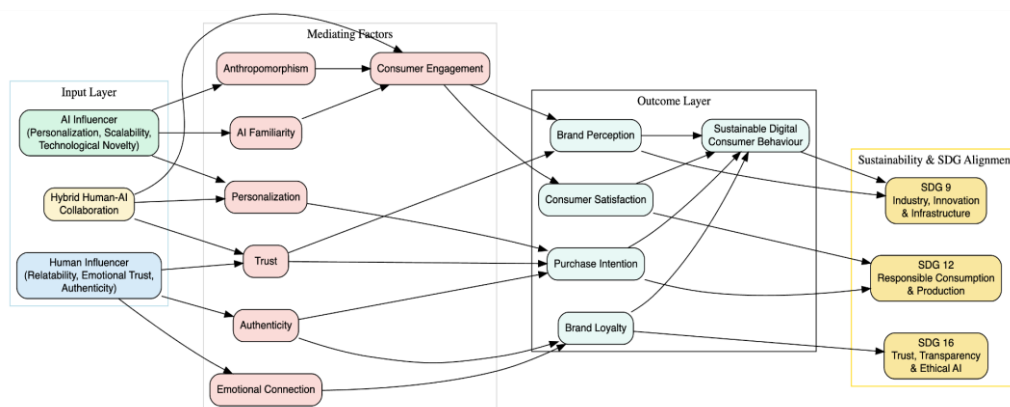 Mediating Factors
Input Layer
Outcome Layer
Sustainability & SDG Alignment
AI Influencer
(Personalization, Scalability,
Technological Novelty)
Hybrid Human-AI
Collaboration
Human Influencer
(Relatability, Emotional Trust,
Authenticity)
Anthropomorphism
Consumer Engagement
AI Familiarity
Personalization
Trust
Authenticity
Emotional Connection
Brand Perception
Sustainable Digital
Consumer Behaviour
Consumer Satisfaction
Purchase Intention
Brand Loyalty
SDG 9
Industry, Innovation
& Infrastructure
SDG 12
Responsible Consumption
& Production
SDG 16
Trust, Transparency
& Ethical AI